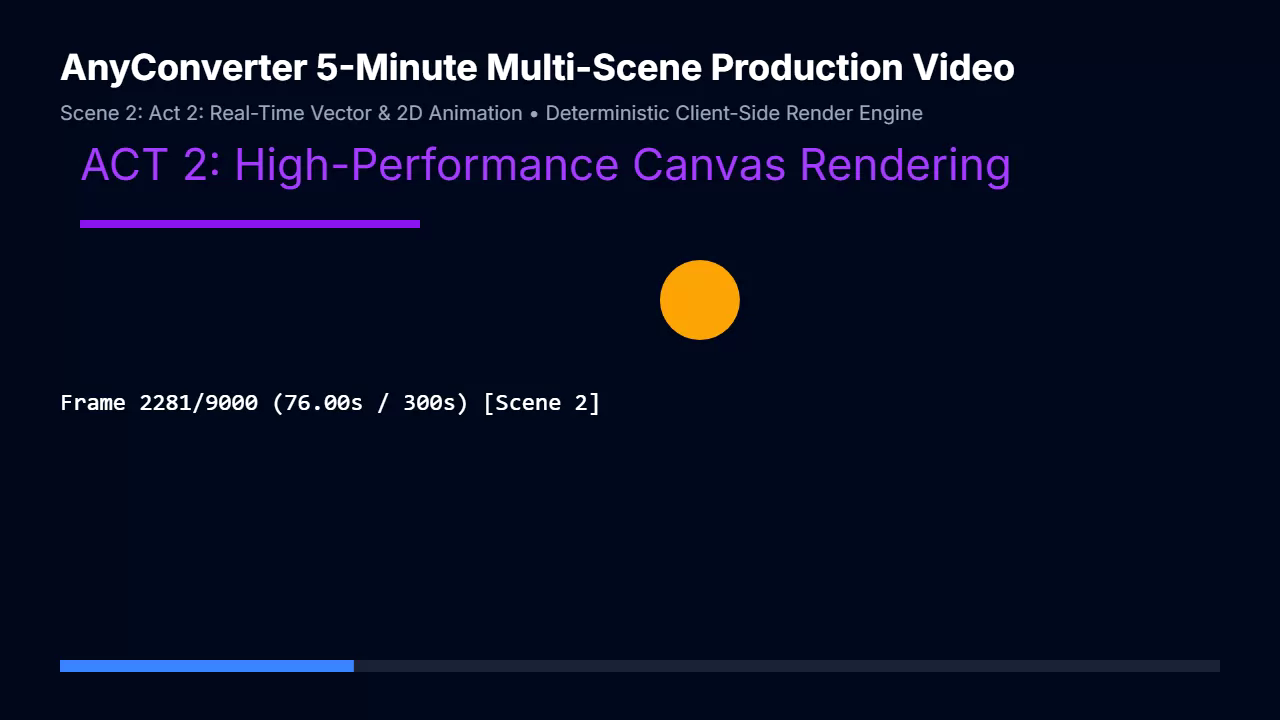 AnyConverter 5-Minute Multi-Scene Production Video
Scene 2: Act 2: Real-Time Vector & 2D Animation • Deterministic Client-Side Render Engine
ACT 2: High-Performance Canvas Rendering
Frame 2281/9000 (76.00s / 300s) [Scene 2]